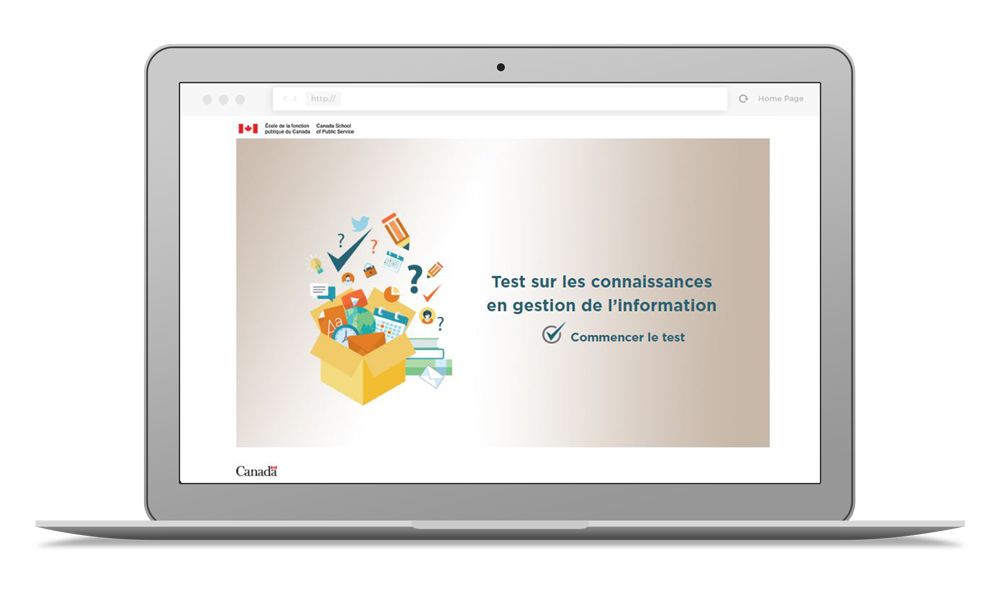 http://
Home Page
École de la fonction
publique du Canada
Canada School
of Public Service
?
?
?
?
Aa
Test sur les connaissances
en gestion de l’information
Commencer le test
Canada